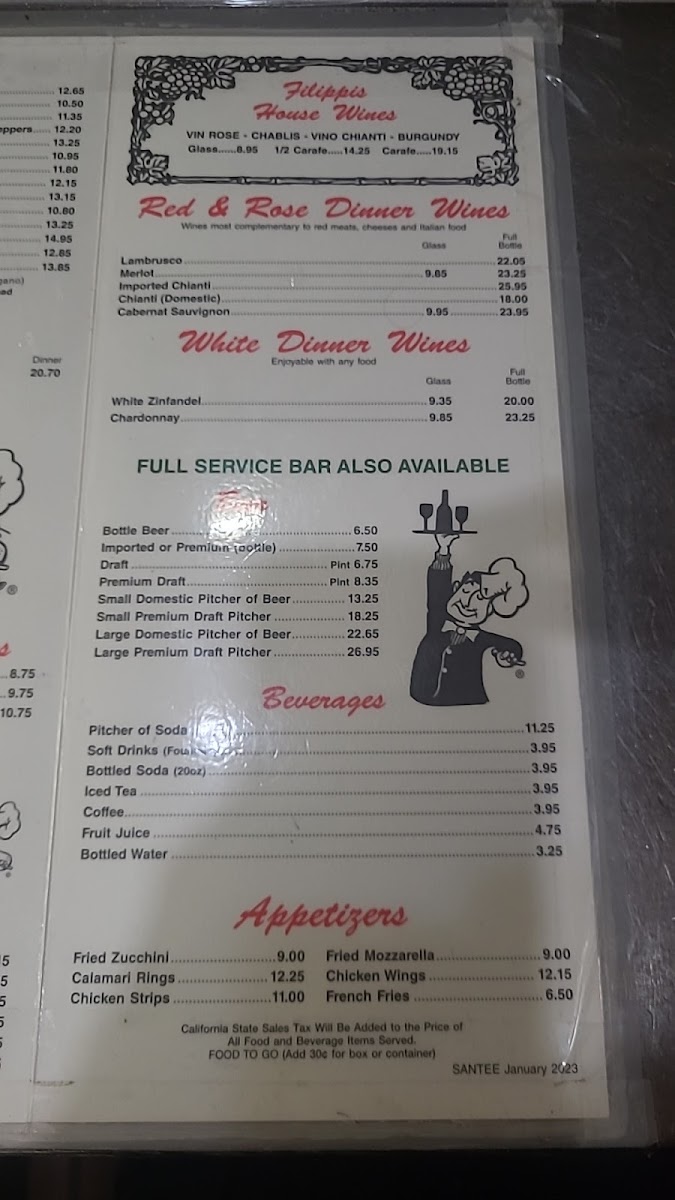 12.65
10.50
11.35
ppers..... 12.20
13.25
10.95
11.80
12.15
13.15
10.80
13.25
14.95
12.85
13.85
Dinner
20.70
®
8.75
9.75
10.75
Filippis
House Wines
VIN ROSE - CHABLIS - VINO CHIANTI - BURGUNDY
Glass......8.95 1/2 Carafe.....14.25 Carafe.....19.15
Red & Rose Dinner Wines
Wines most complementary to red meats, cheeses and Italian food
Glass Full Bottle
Lambrusco 22.05
Merlot 9.85 23.25
Imported Chianti 25.95
Chianti (Domestic) 18.00
Cabernat Sauvignon 9.95 23.95
White Dinner Wines
Enjoyable with any food
Glass Full Bottle
White Zinfandel 9.35 20.00
Chardonnay 9.85 23.25
FULL SERVICE BAR ALSO AVAILABLE
Bottle Beer 6.50
Imported or Premium (bottle) 7.50
Draft Pint 6.75
Premium Draft Pint 8.35
Small Domestic Pitcher of Beer 13.25
Small Premium Draft Pitcher 18.25
Large Domestic Pitcher of Beer 22.65
Large Premium Draft Pitcher 26.95
®
Beverages
Pitcher of Soda 11.25
Soft Drinks 3.95
Bottled Soda (20oz) 3.95
Iced Tea 3.95
Coffee 3.95
Fruit Juice 4.75
Bottled Water 3.25
Appetizers
Fried Zucchini 9.00 Fried Mozzarella 9.00
Calamari Rings 12.25 Chicken Wings 12.15
Chicken Strips 11.00 French Fries 6.50
California State Sales Tax Will Be Added to the Price of
All Food and Beverage Items Served.
FOOD TO GO (Add 30¢ for box or container)
SANTEE January 2023